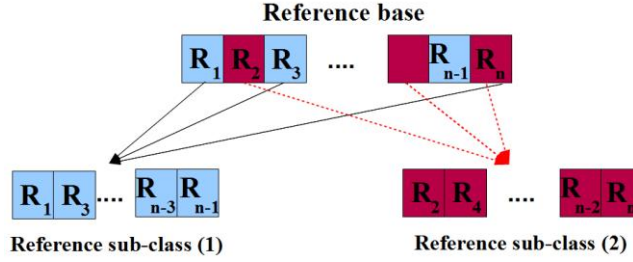 Reference base
R1 R2 R3 .... Rn-1 Rn
R1 R3 .... Rn-3 Rn-1 R2 R4 .... Rn-2 Rn
Reference sub-class (1) Reference sub-class (2)